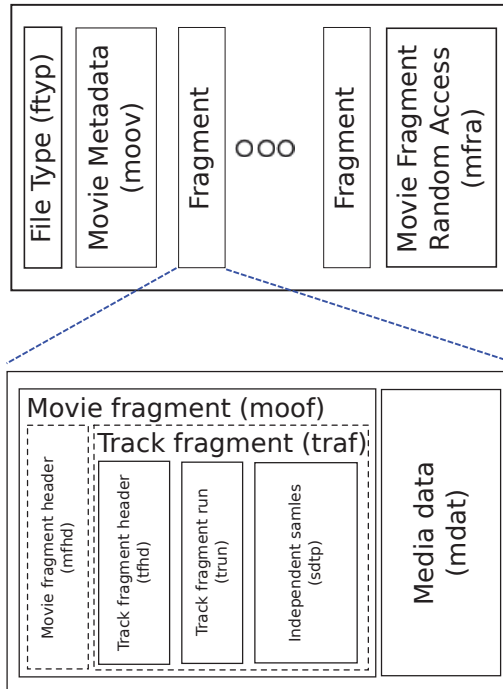 File Type (ftyp)
Movie Metadata
(moov)
Fragment
Fragment
Movie Fragment
Random Access
(mfra)
Movie fragment (moof)
Movie fragment header
(mfhd)
Track fragment (traf)
Track fragment header
(tfhd)
Track fragment run
(trun)
Independent samles
(sdtp)
Media data
(mdat)